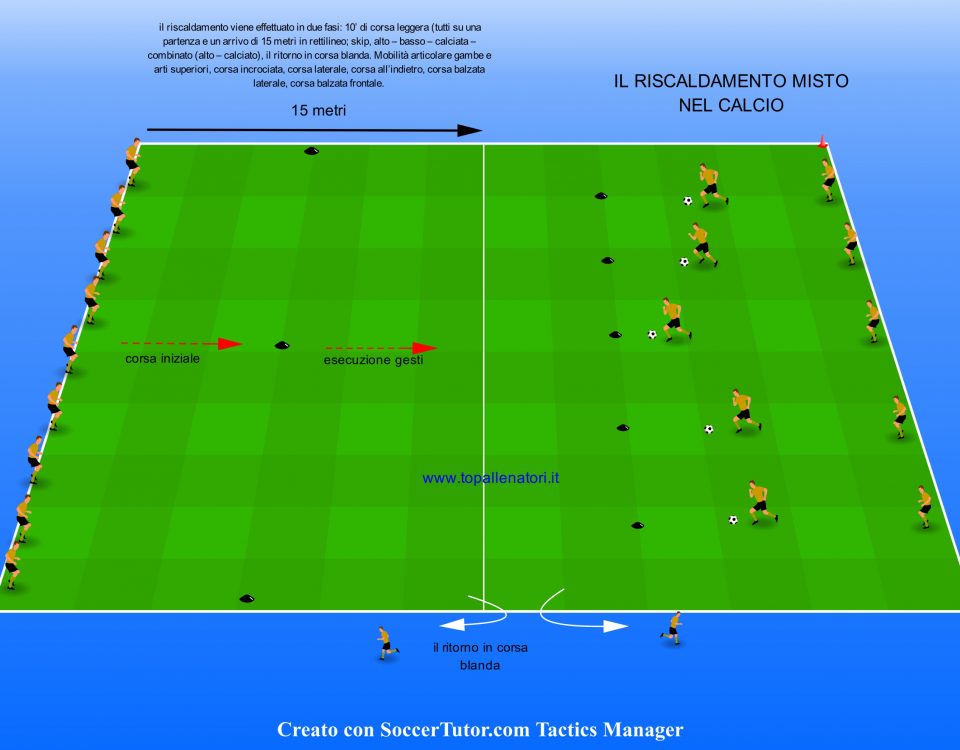 il riscaldamento viene effettuato in due fasi: 10' di corsa leggera (tutti su una
partenza e un arrivo di 15 metri in rettilineo; skip, alto – basso – calciata –
combinato (alto – calciato), il ritorno in corsa blanda. Mobilità articolare gambe e
arti superiori, corsa incrociata, corsa laterale, corsa all'indietro, corsa balzata
laterale, corsa balzata frontale.
IL RISCALDAMENTO MISTO
NEL CALCIO
15 metri
corsa iniziale
esecuzione gesti
www.topallenatori.it
il ritorno in corsa
blanda
Creato con SoccerTutor.com Tactics Manager